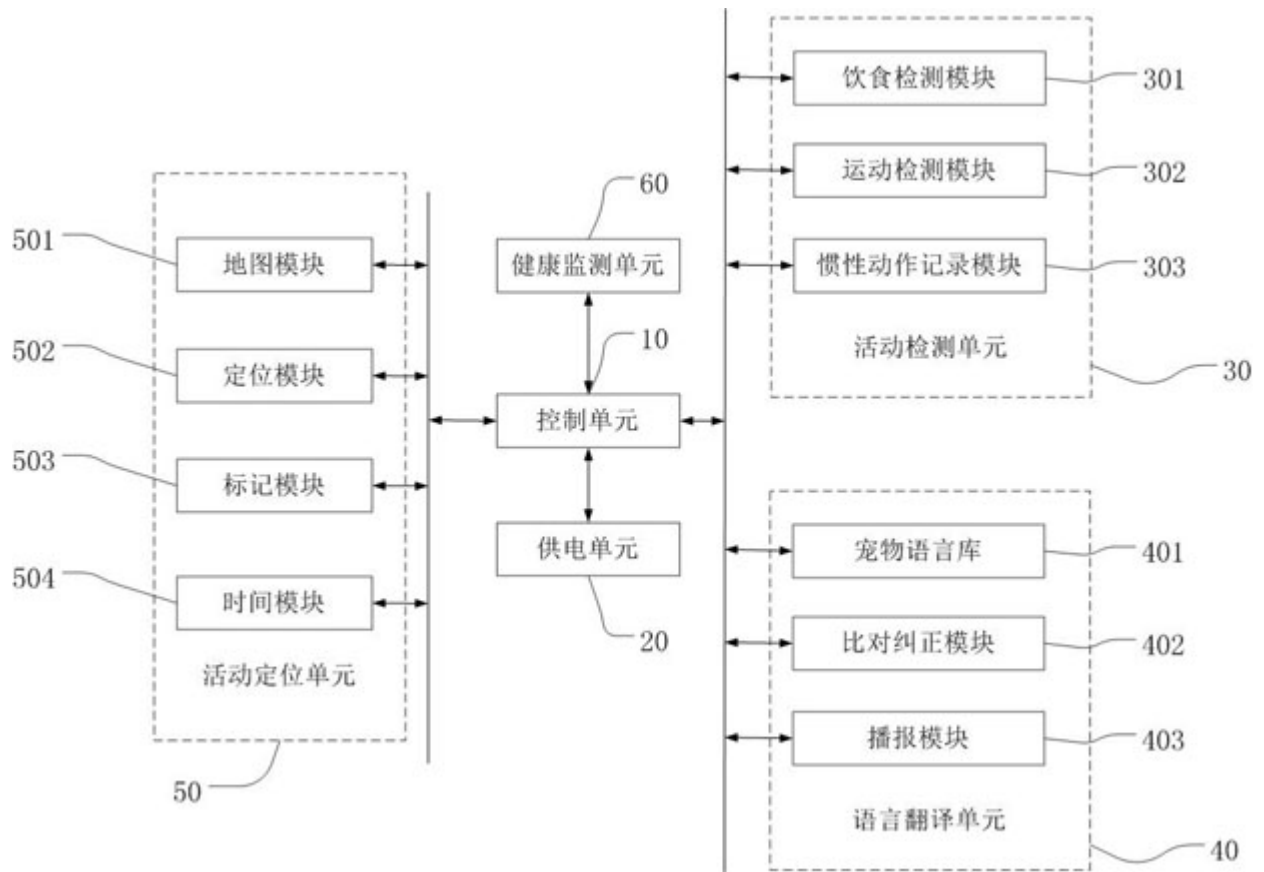 饮食检测模块
301
运动检测模块
302
惯性动作记录模块
303
活动检测单元
30
501
地图模块
502
定位模块
503
标记模块
504
时间模块
活动定位单元
50
60
健康监测单元
10
控制单元
供电单元
20
宠物语言库
401
比对纠正模块
402
播报模块
403
语言翻译单元
40